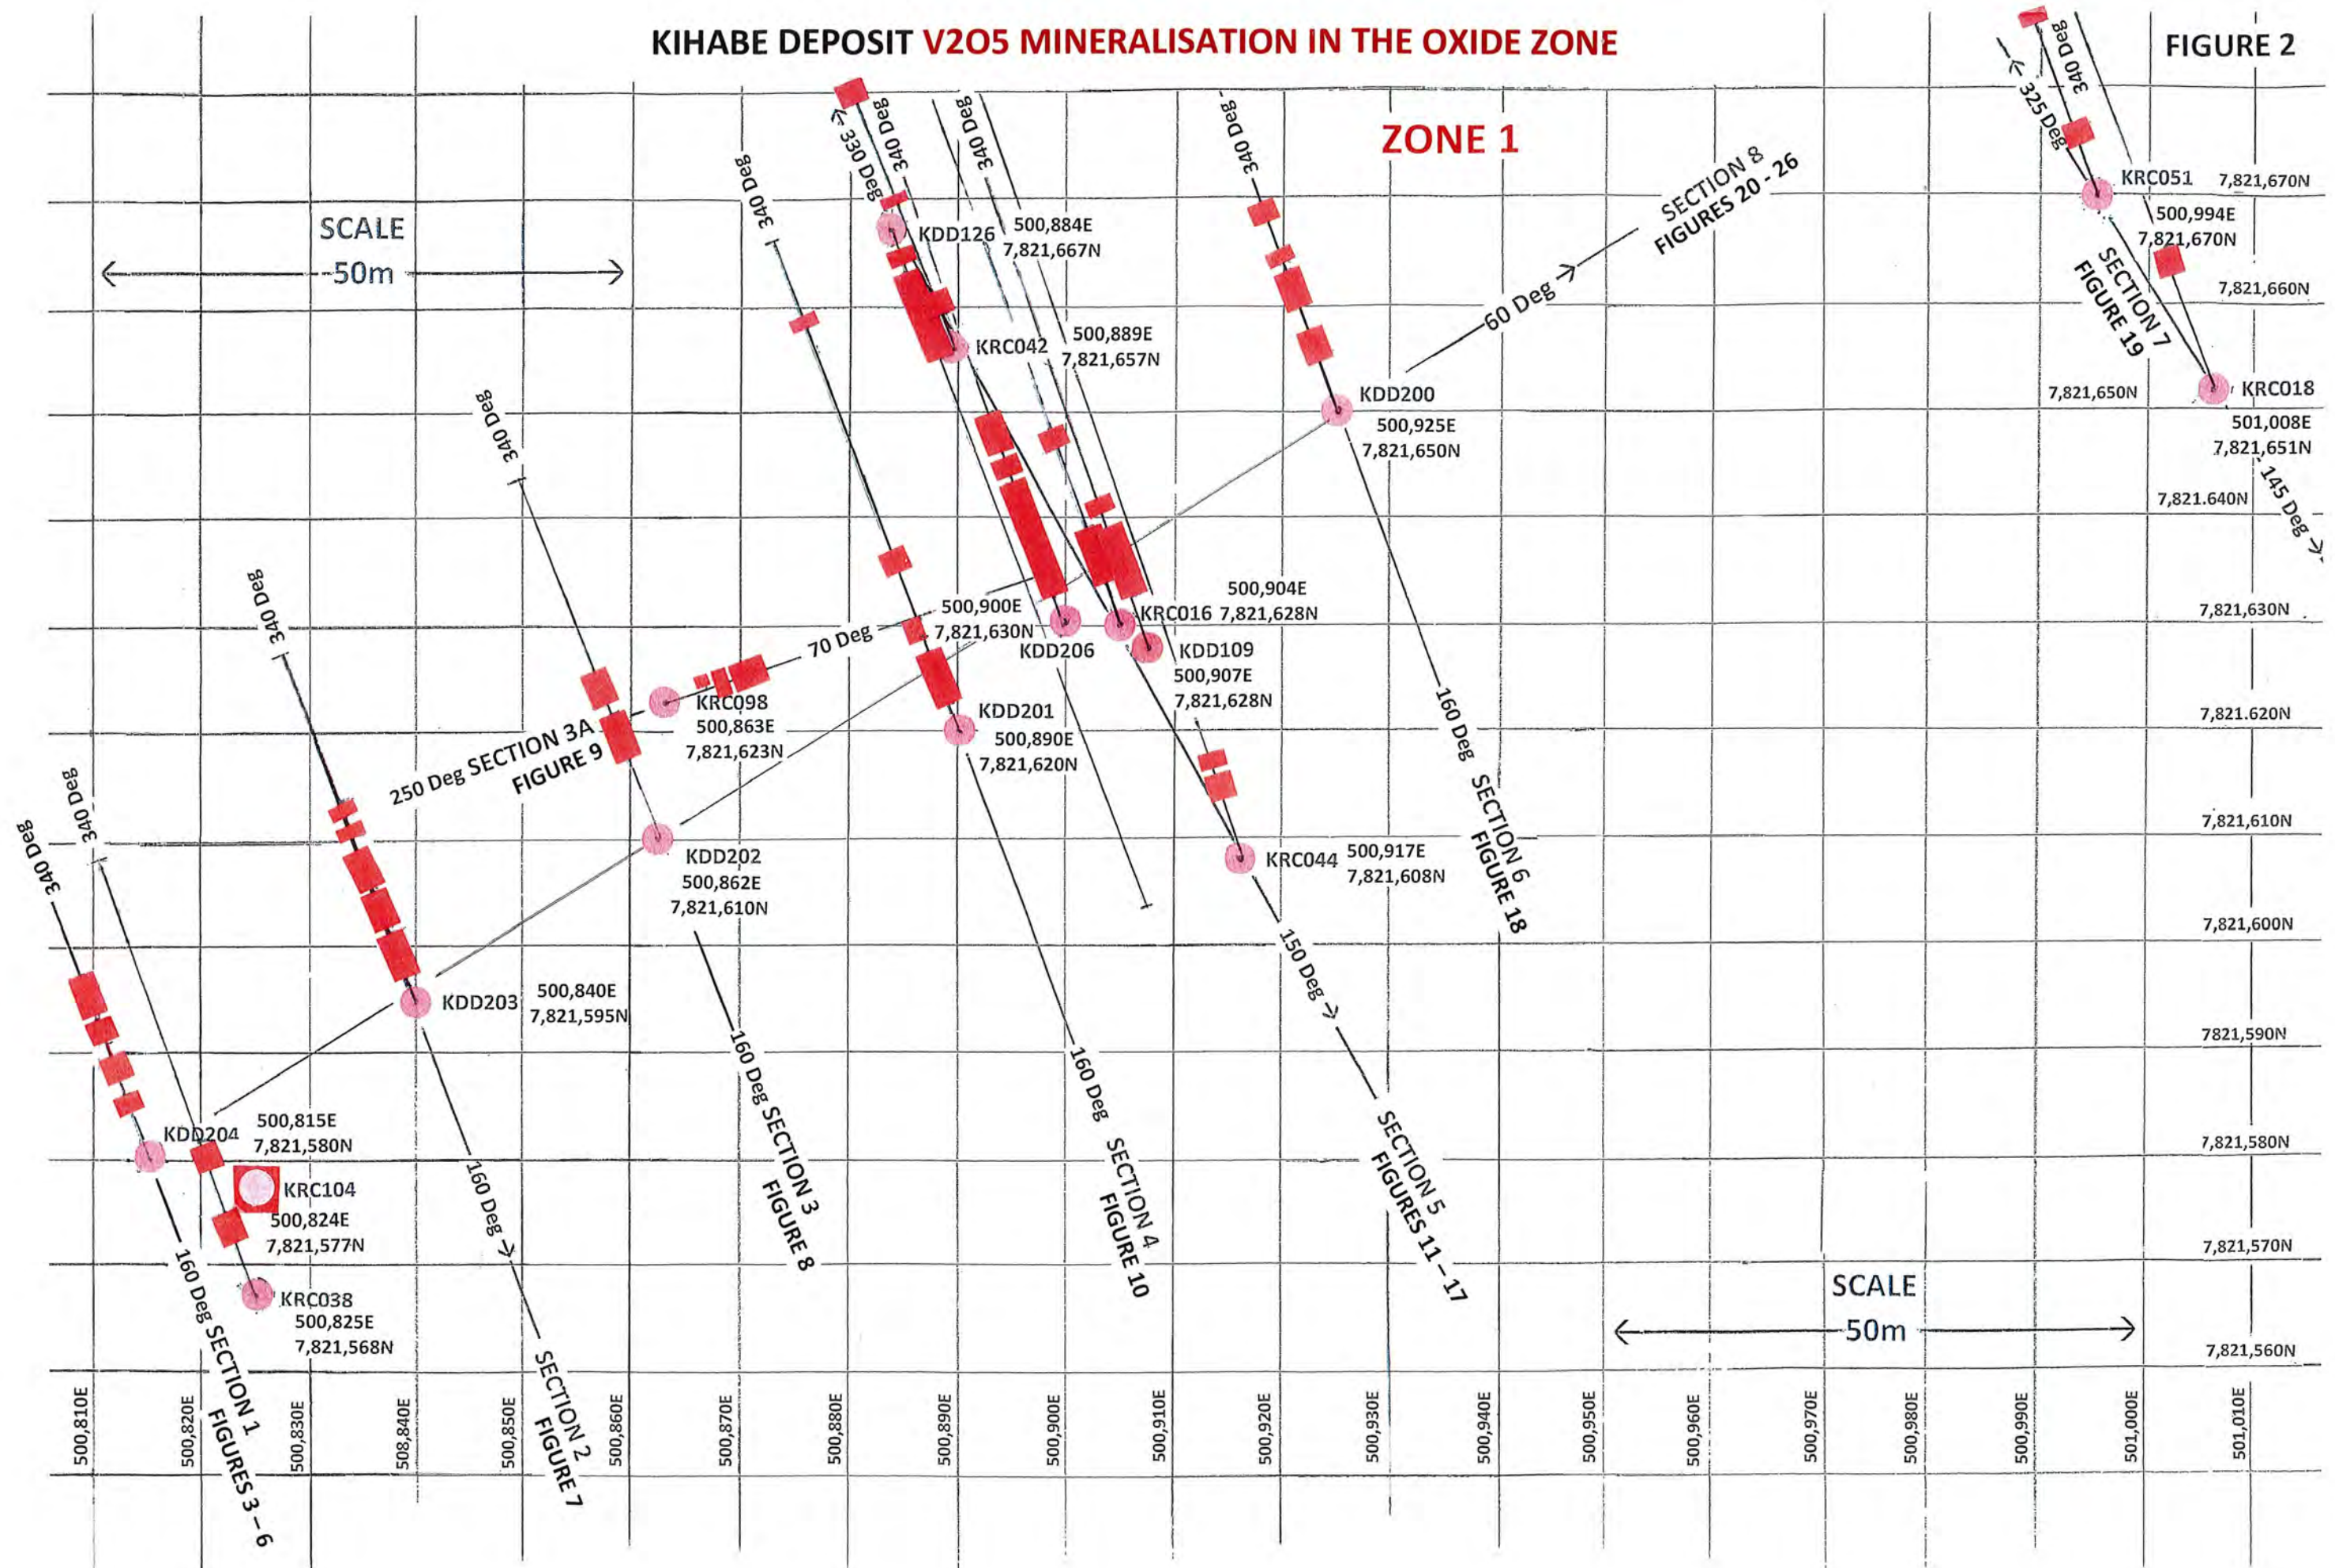 KIHABE DEPOSIT V2O5 MINERALISATION IN THE OXIDE ZONE
FIGURE 2
ZONE 1
SCALE
50m
340 Deg
325 Deg
KRC051 7,821,670N
500,994E
7,821,670N
SECTION 7
FIGURE 19
7,821,660N
7,821,650N
KRC018
501,008E
7,821,651N
145 Deg
7,821.640N
7,821,630N
7,821.620N
7,821,610N
7,821,600N
7821,590N
7,821,580N
7,821,570N
7,821,560N
340 Deg
330 Deg
340 Deg
340 Deg
KDD126
500,884E
7,821,667N
KRC042
500,889E
7,821,657N
340 Deg
KDD200
500,925E
7,821,650N
60 Deg
SECTION 8
FIGURES 20 - 26
160 Deg SECTION 6
FIGURE 18
340 Deg
340 Deg
340 Deg
340 Deg
340 Deg
500,900E
7,821,630N
KDD206
500,904E
KRC016 7,821,628N
KDD109
500,907E
7,821,628N
70 Deg
KRC098
500,863E
7,821,623N
250 Deg SECTION 3A
FIGURE 9
KDD201
500,890E
7,821,620N
KDD202
500,862E
7,821,610N
KRC044
500,917E
7,821,608N
150 Deg
SECTION 5
FIGURES 11 – 17
160 Deg SECTION 4
FIGURE 10
160 Deg SECTION 3
FIGURE 8
KDD203
500,840E
7,821,595N
160 Deg
SECTION 2
FIGURE 7
KDD204
500,815E
7,821,580N
KRC104
500,824E
7,821,577N
KRC038
500,825E
7,821,568N
160 Deg SECTION 1
FIGURES 3 – 6
SCALE
50m
500,810E
500,820E
500,830E
508,840E
500,850E
500,860E
500,870E
500,880E
500,890E
500,900E
500,910E
500,920E
500,930E
500,940E
500,950E
500,960E
500,970E
500,980E
500,990E
501,000E
501,010E